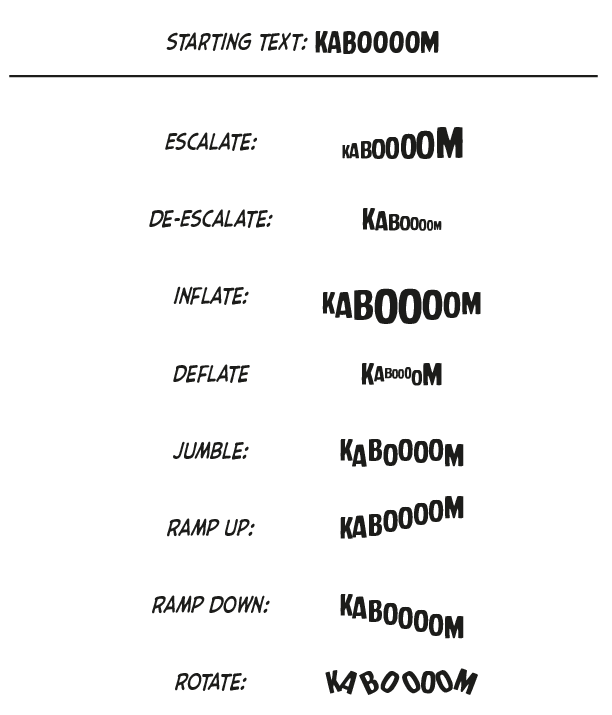 STARTING TEXT: KABOOOOM
ESCALATE: KABOOOOM
DE-ESCALATE: KABOOOOM
INFLATE: KABOOOOM
DEFLATE KABOOOOM
JUMBLE: KABOOOOM
RAMP UP: KABOOOOM
RAMP DOWN: KABOOOOM
ROTATE: KABOOOOM